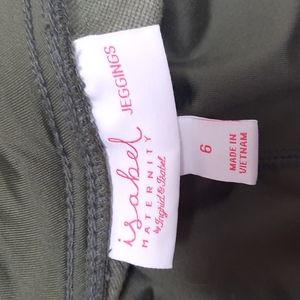 isabel
MATERNITY
by Ingrid & Isabel
JEGGINGS
6
MADE IN
VIETNAM